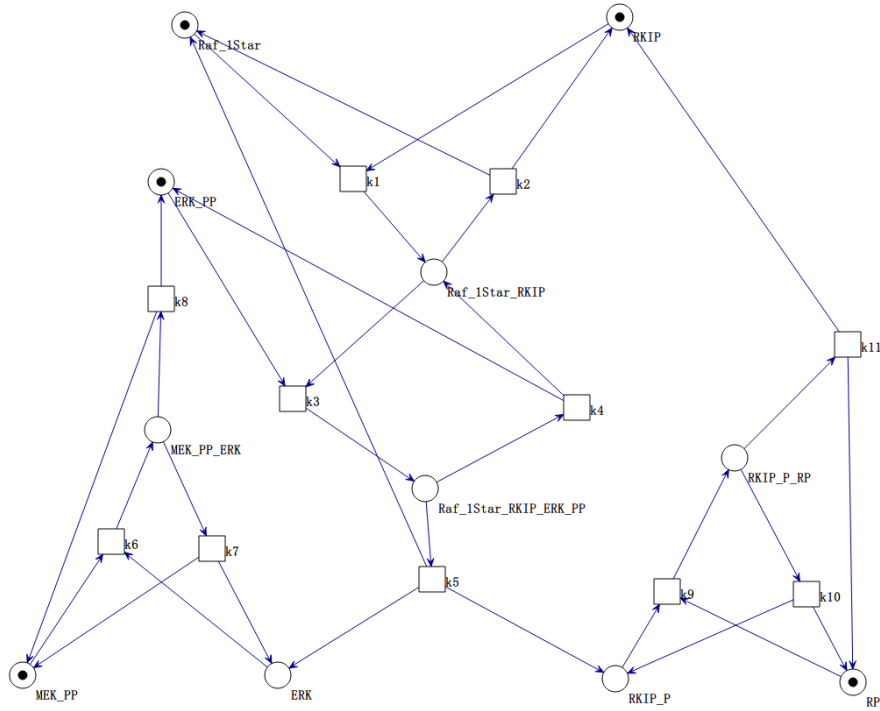 Raf_1Star
RKIP
k1
k2
ERK_PP
Raf_1Star_RKIP
k8
k11
k3
k4
MEK_PP_ERK
RKIP_P_RP
Raf_1Star_RKIP_ERK_PP
k6
k7
k5
k9
k10
MEK_PP
ERK
RKIP_P
RP